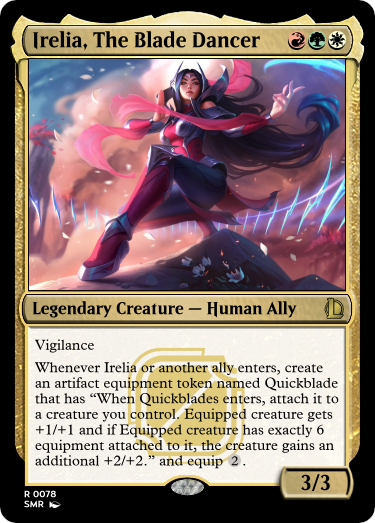 Irelia, The Blade Dancer
Legendary Creature — Human Ally
Vigilance
Whenever Irelia or another ally enters, create
an artifact equipment token named Quickblade
that has “When Quickblades enters, attach it to
a creature you control. Equipped creature gets
+1/+1 and if Equipped creature has exactly 6
equipment attached to it, the creature gains an
additional +2/+2.” and equip 2.
3/3
R 0078
SMR